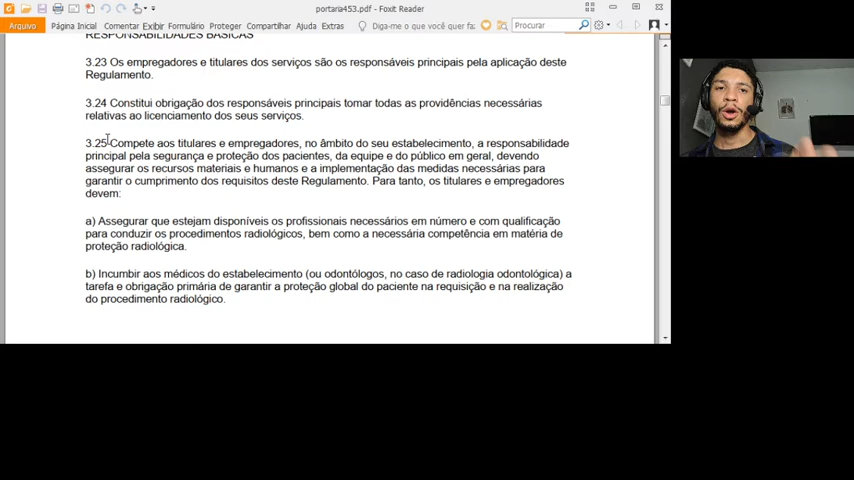 portaria453.pdf - Foxit Reader
Arquivo Página Inicial Comentar Exibir Formulário Proteger Compartilhar Ajuda Extras Diga-me o que você quer fa: Procurar
RESPONSABILIDADES BÁSICAS
3.23 Os empregadores e titulares dos serviços são os responsáveis principais pela aplicação deste
Regulamento.
3.24 Constitui obrigação dos responsáveis principais tomar todas as providências necessárias
relativas ao licenciamento dos seus serviços.
3.25 Compete aos titulares e empregadores, no âmbito do seu estabelecimento, a responsabilidade
principal pela segurança e proteção dos pacientes, da equipe e do público em geral, devendo
assegurar os recursos materiais e humanos e a implementação das medidas necessárias para
garantir o cumprimento dos requisitos deste Regulamento. Para tanto, os titulares e empregadores
devem:
a) Assegurar que estejam disponíveis os profissionais necessários em número e com qualificação
para conduzir os procedimentos radiológicos, bem como a necessária competência em matéria de
proteção radiológica.
b) Incumbir aos médicos do estabelecimento (ou odontólogos, no caso de radiologia odontológica) a
tarefa e obrigação primária de garantir a proteção global do paciente na requisição e na realização
do procedimento radiológico.